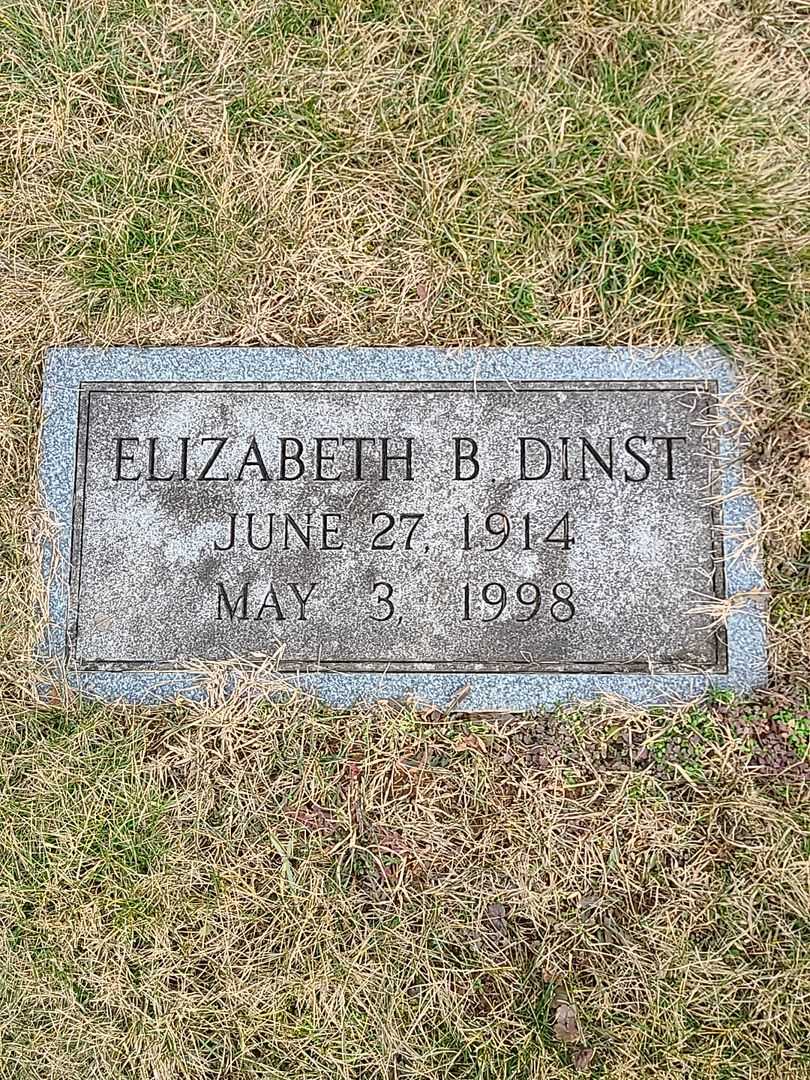 ELIZABETH B. DINST
JUNE 27, 1914
MAY 3, 1998